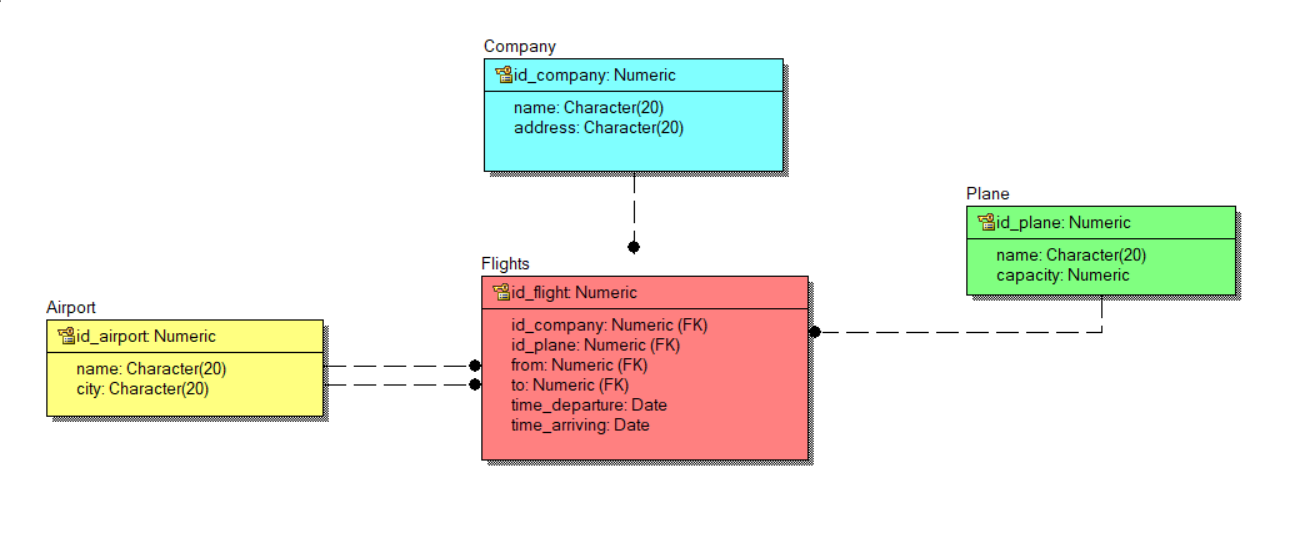 Company
id_company: Numeric
name: Character(20)
address: Character(20)
Plane
id_plane: Numeric
name: Character(20)
capacity: Numeric
Flights
id_flight: Numeric
id_company: Numeric (FK)
id_plane: Numeric (FK)
from: Numeric (FK)
to: Numeric (FK)
time_departure: Date
time_arriving: Date
Airport
id_airport: Numeric
name: Character(20)
city: Character(20)